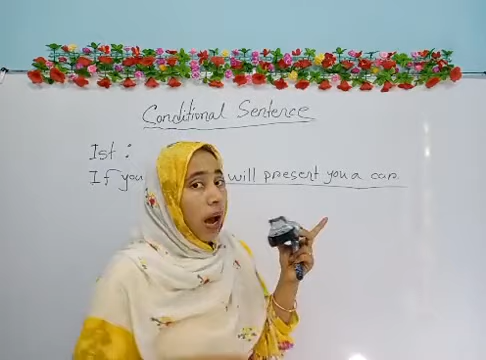 Conditional Sentence
Ist :
If you will present you a car.